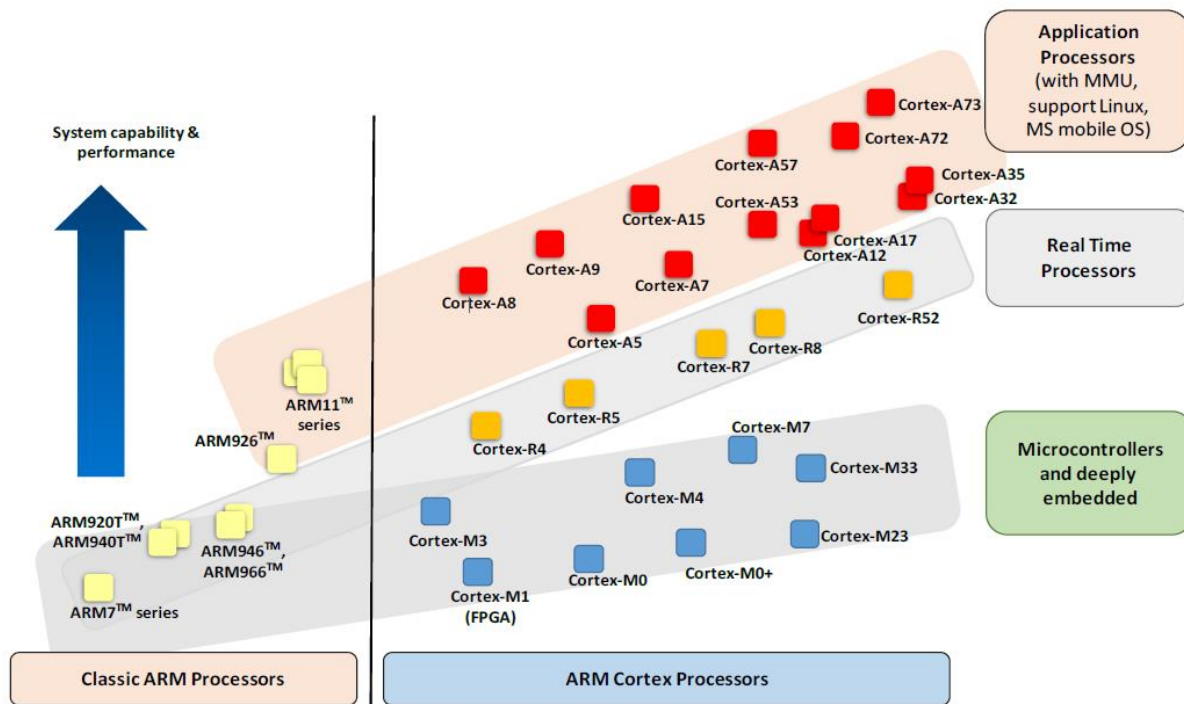 Application
Processors
(with MMU,
support Linux,
MS mobile OS)
System capability &
performance
Cortex-A73
Cortex-A72
Cortex-A57
Cortex-A35
Cortex-A53
Cortex-A32
Cortex-A15
Cortex-A17
Cortex-A12
Cortex-A9
Cortex-A7
Cortex-A8
Real Time
Processors
Cortex-R52
Cortex-A5
Cortex-R8
Cortex-R7
ARM11™
series
Cortex-R5
ARM926™
Cortex-R4
Cortex-M7
Microcontrollers
and deeply
embedded
Cortex-M33
Cortex-M4
ARM920T™,
ARM940T™
ARM946™,
ARM966™
Cortex-M3
Cortex-M23
Cortex-M0
Cortex-M0+
ARM7™ series
Cortex-M1
(FPGA)
Classic ARM Processors
ARM Cortex Processors